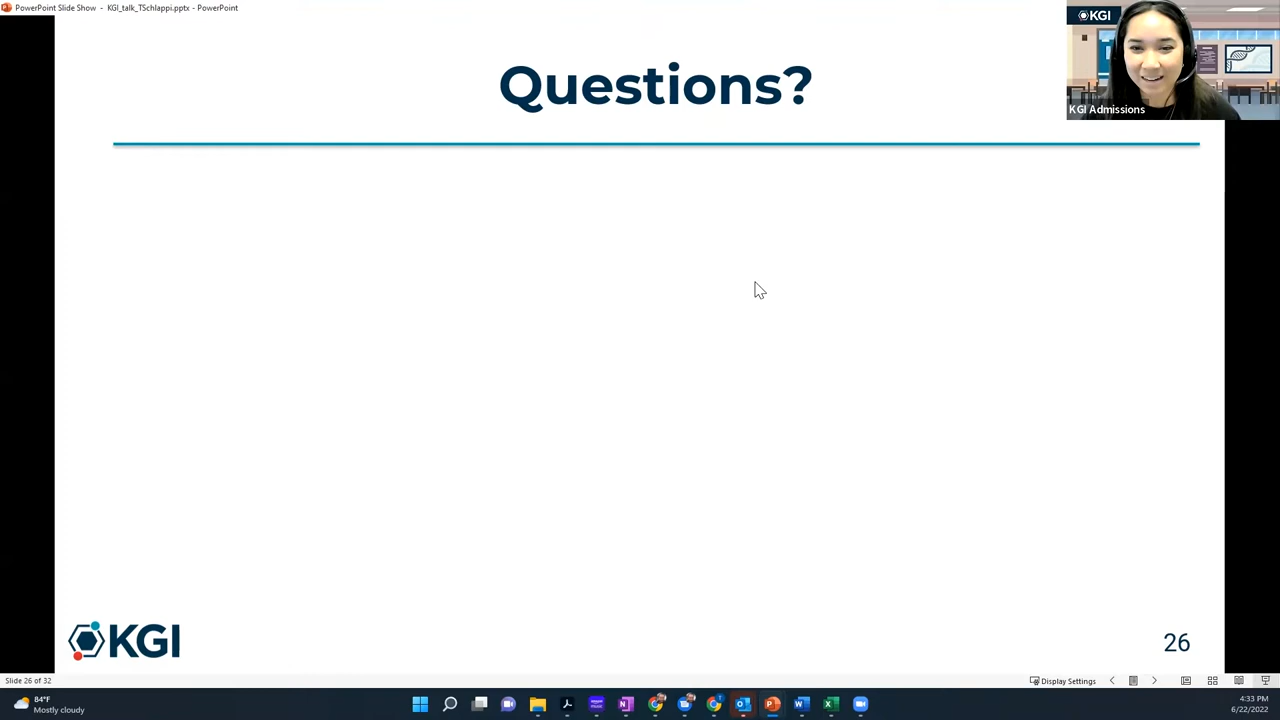 PowerPoint Slide Show - KGI_talk_TSchlappi.pptx - PowerPoint
KGI
KGI Admissions
Questions?
KGI
26
Slide 26 of 32
Display Settings
84°F
Mostly cloudy
4:33 PM
6/22/2022